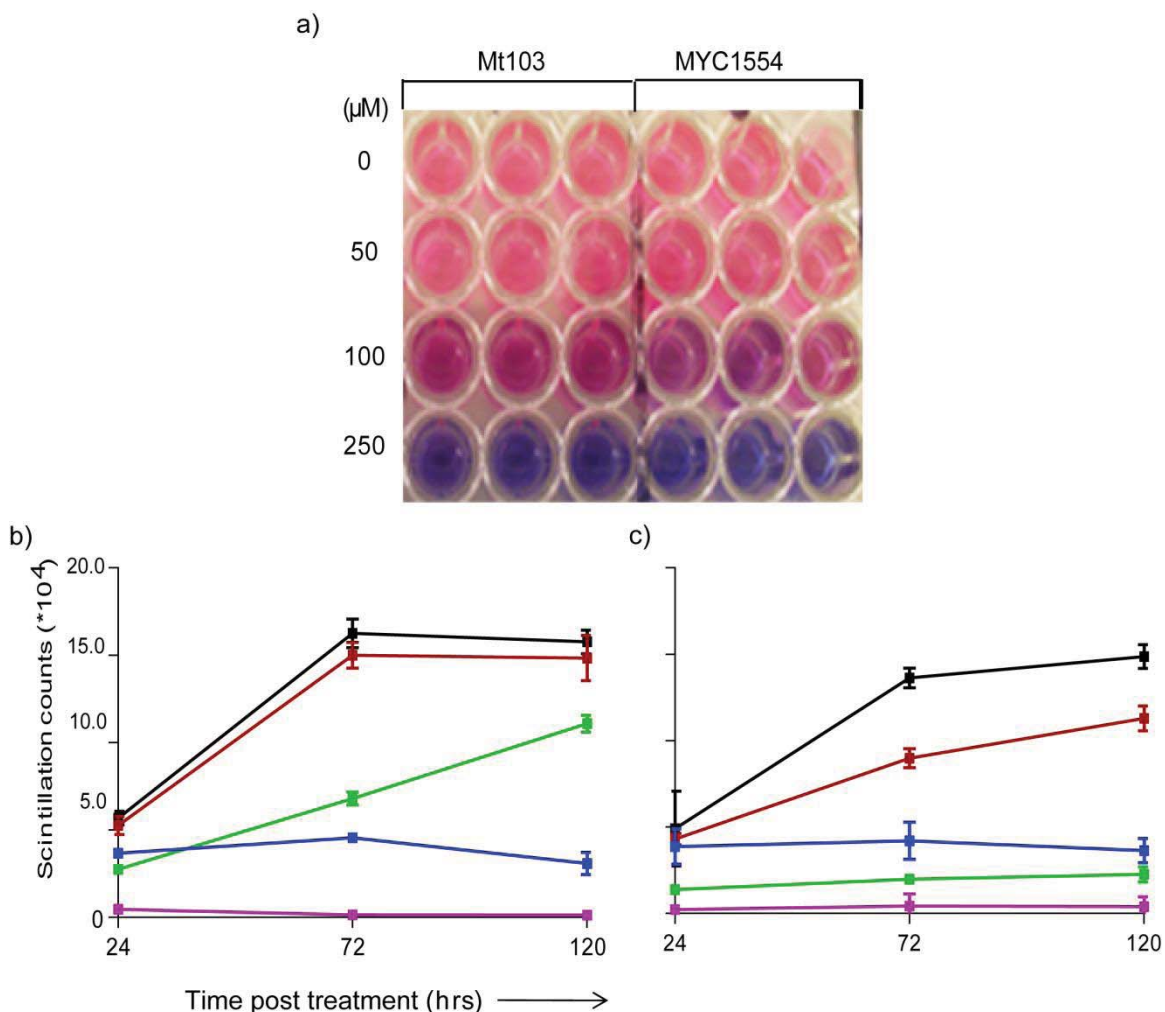 a)
Mt103 MYC1554
(µM)
0
50
100
250
b)
c)
Scintillation counts (*10⁴)
20.0
15.0
10.0
5.0
0
24 72 120
24 72 120
Time post treatment (hrs)